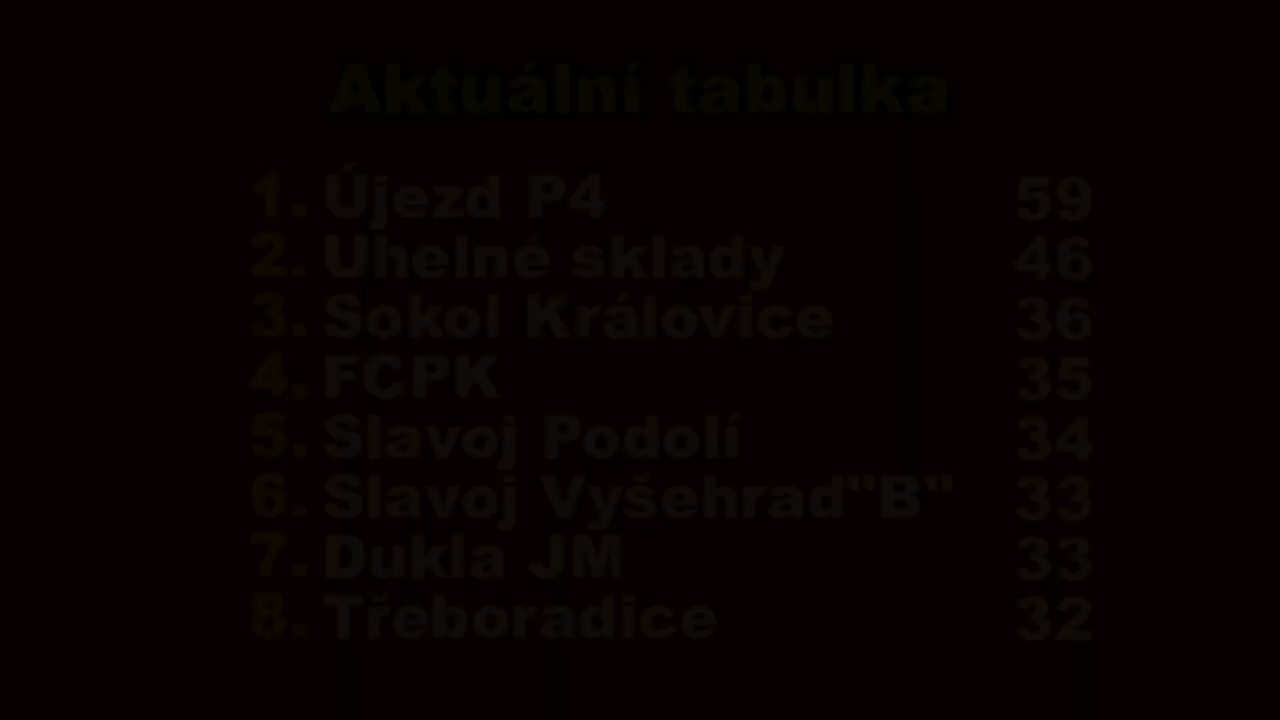 Aktuální tabulka
1. Újezd P4 59
2. Uhelné sklady 46
3. Sokol Královice 36
4. FCPK 35
5. Slavoj Podolí 34
6. Slavoj Vyšehrad"B" 33
7. Dukla JM 33
8. Třeboradice 32